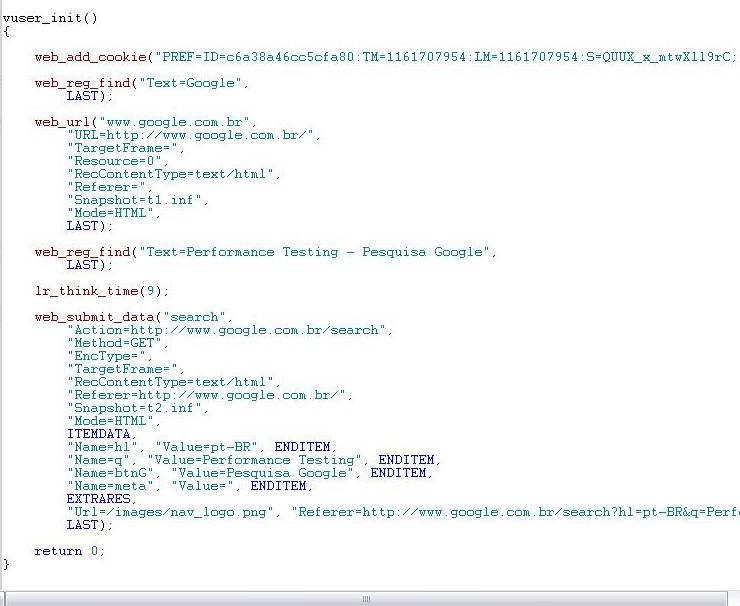 vuser_init()
{
web_add_cookie("PREF=ID=c6a38a46cc5cfa80:TM=1161707954:LM=1161707954:S=QUUX_x_mtwX1l9rC;
web_reg_find("Text=Google",
LAST);
web_url("www.google.com.br",
"URL=http://www.google.com.br/",
"TargetFrame=",
"Resource=0",
"RecContentType=text/html",
"Referer=",
"Snapshot=t1.inf",
"Mode=HTML",
LAST);
web_reg_find("Text=Performance Testing - Pesquisa Google",
LAST);
lr_think_time(9);
web_submit_data("search",
"Action=http://www.google.com.br/search",
"Method=GET",
"EncType=",
"TargetFrame=",
"RecContentType=text/html",
"Referer=http://www.google.com.br/",
"Snapshot=t2.inf",
"Mode=HTML",
ITEMDATA,
"Name=hl", "Value=pt-BR", ENDITEM,
"Name=q", "Value=Performance Testing", ENDITEM,
"Name=btnG", "Value=Pesquisa Google", ENDITEM,
"Name=meta", "Value=", ENDITEM,
EXTRARES,
"Url=/images/nav_logo.png", "Referer=http://www.google.com.br/search?hl=pt-BR&q=Perfo
LAST);
return 0;
}